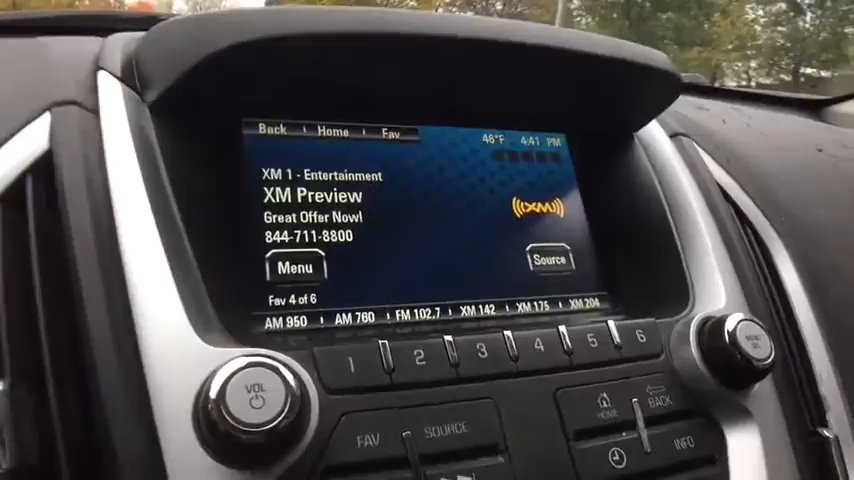 Back Home Fav 46°F 4:41 PM
XM 1 - Entertainment
XM Preview
Great Offer Now!
844-711-8800
((XM))
Menu
Source
Fav 4 of 6
AM 950 AM 760 FM 102.7 XM 142 XM 175 XM 204
1 2 3 4 5 6
VOL
MENU
SEL
FAV SOURCE
HOME BACK
INFO